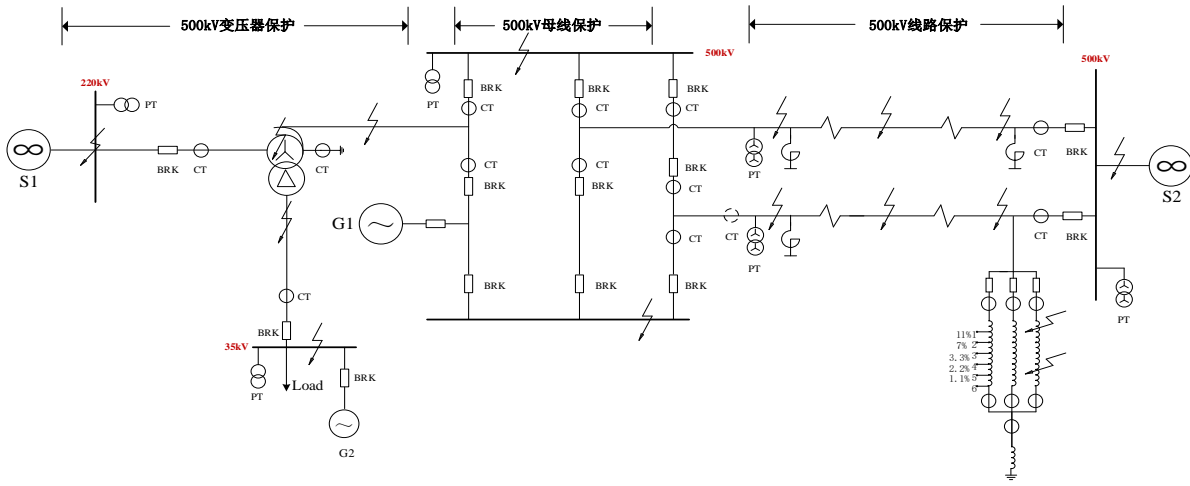 500kV变压器保护
500kV母线保护
500kV线路保护
500kV
500kV
220kV
PT
PT
BRK
BRK
BRK
CT
CT
CT
S1
BRK
CT
CT
PT
CT
BRK
S2
CT
CT
BRK
CT
BRK
BRK
CT
G1
CT
CT
PT
CT
BRK
CT
BRK
BRK
BRK
PT
11% 1
7% 2
3.3% 3
2.2% 4
1.1% 5
6
BRK
35kV
BRK
PT
Load
G2